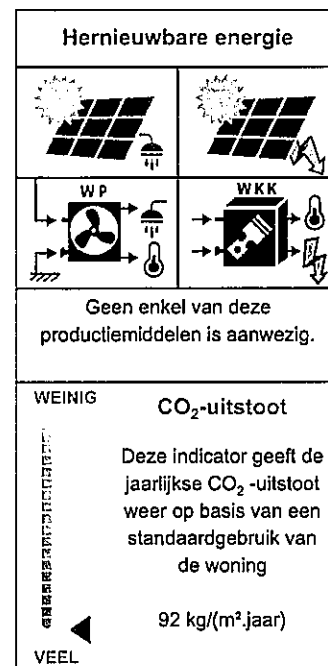 Hernieuwbare energie
WP
WKK
Geen enkel van deze
productiemiddelen is aanwezig.
WEINIG
CO₂-uitstoot
Deze indicator geeft de
jaarlijkse CO₂ -uitstoot
weer op basis van een
standaardgebruik van
de woning
92 kg/(m².jaar)
VEEL